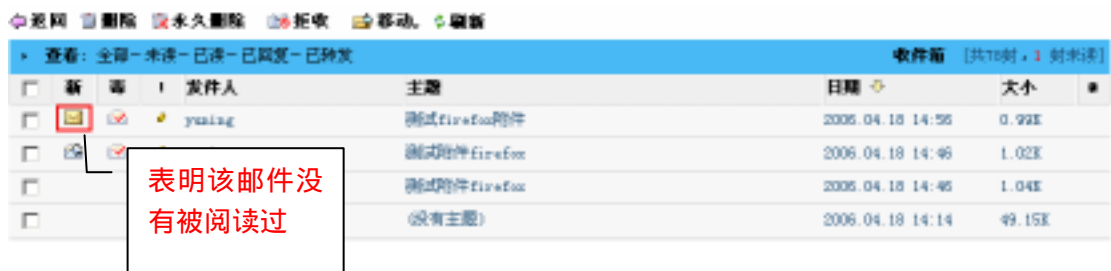 返回 删除 永久删除 拒收 移动 刷新
查看: 全部-未读-已读-已回复-已转发 收件箱 [共78封,1 封未读]
新 毒 ! 发件人 主题 日期 大小
测试firefox附件 2006.04.18 14:56 0.99K
测试附件firefox 2006.04.18 14:46 1.02K
测试附件firefox 2006.04.18 14:46 1.04K
(没有主题) 2006.04.18 14:14 49.15K
表明该邮件没
有被阅读过